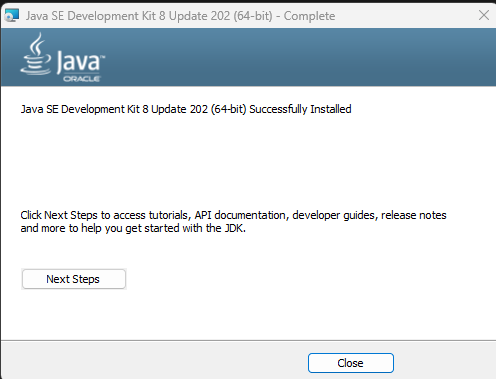 Java SE Development Kit 8 Update 202 (64-bit) - Complete
Java™
ORACLE
Java SE Development Kit 8 Update 202 (64-bit) Successfully Installed
Click Next Steps to access tutorials, API documentation, developer guides, release notes
and more to help you get started with the JDK.
Next Steps
Close